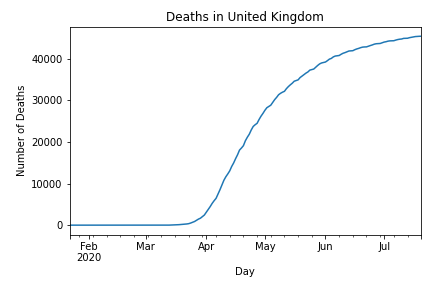 Deaths in United Kingdom
Number of Deaths
40000
30000
20000
10000
0
Feb Mar Apr May Jun Jul
2020
Day